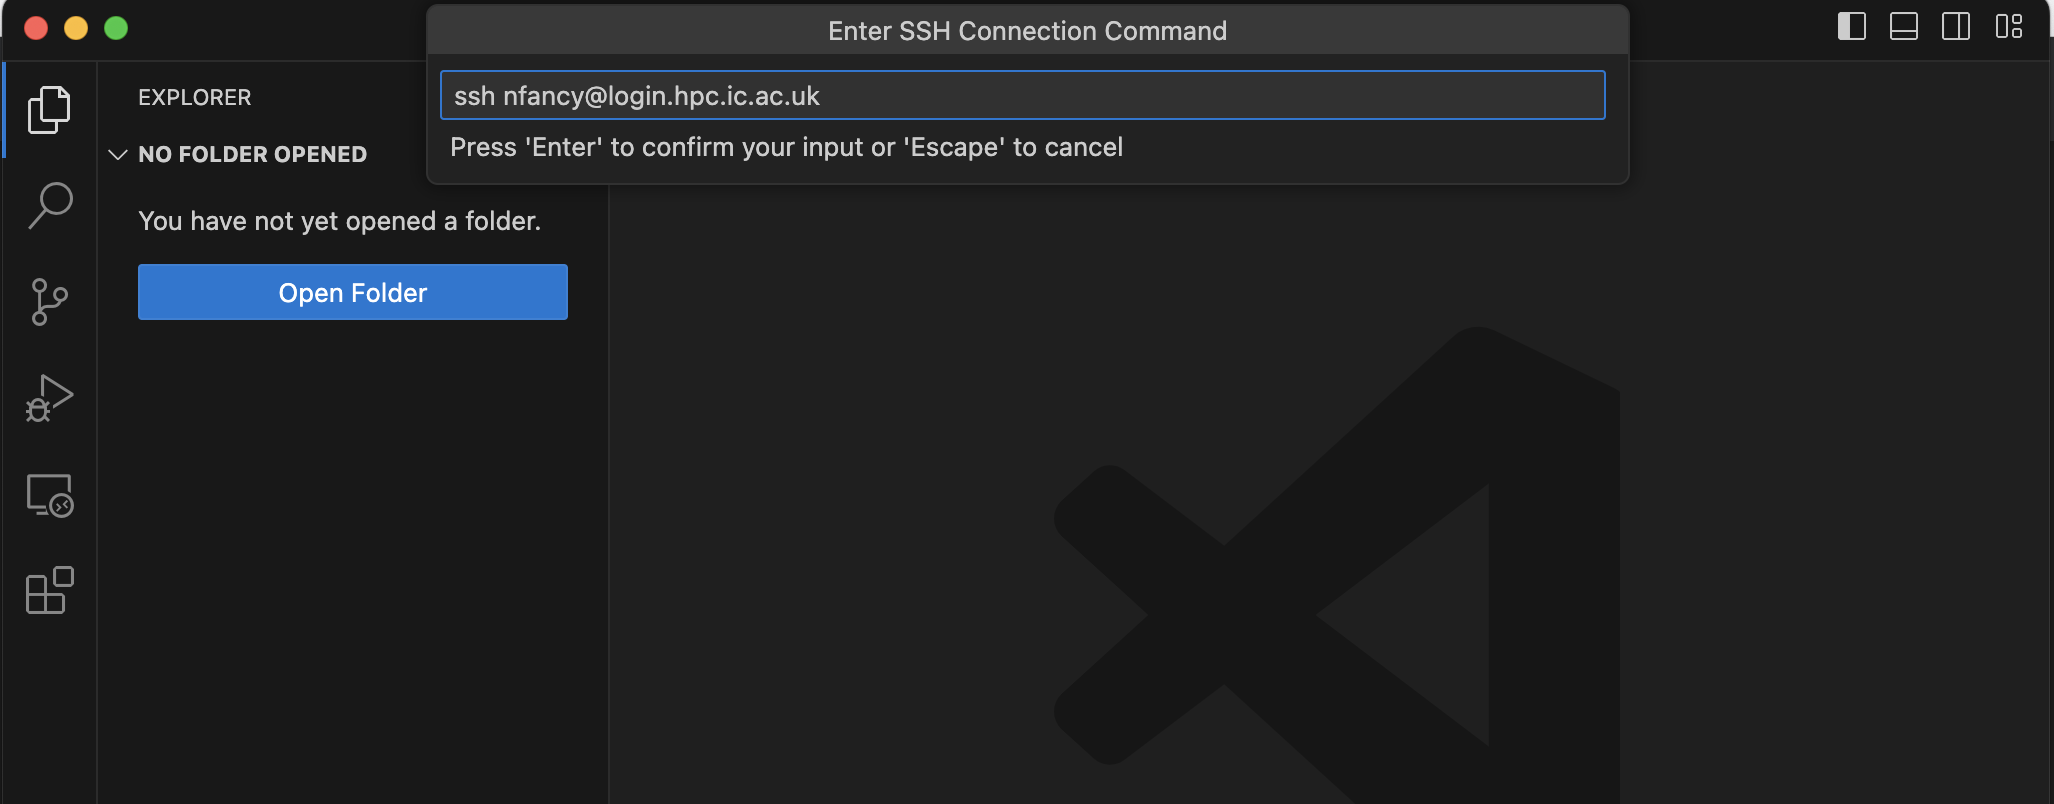 Enter SSH Connection Command
ssh nfancy@login.hpc.ic.ac.uk
Press 'Enter' to confirm your input or 'Escape' to cancel
EXPLORER
NO FOLDER OPENED
You have not yet opened a folder.
Open Folder